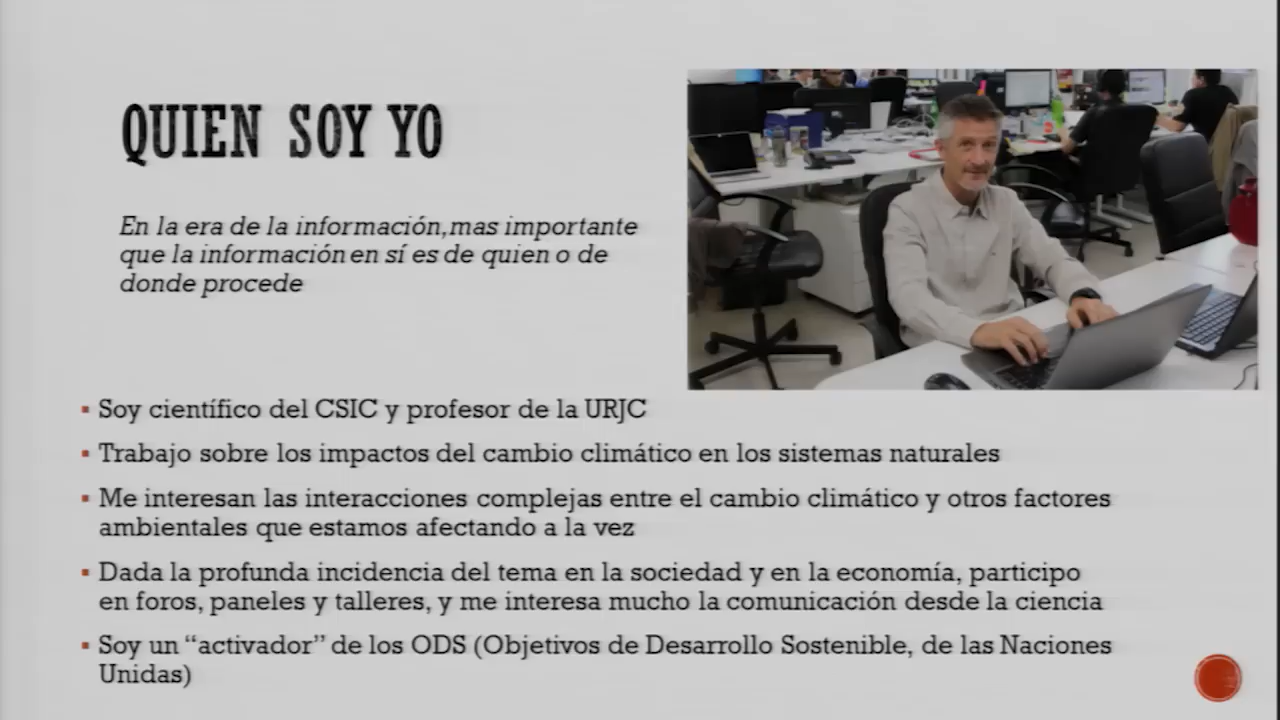 QUIEN SOY YO
En la era de la información,mas importante
que la información en sí es de quien o de
donde procede
▪ Soy científico del CSIC y profesor de la URJC
▪ Trabajo sobre los impactos del cambio climático en los sistemas naturales
▪ Me interesan las interacciones complejas entre el cambio climático y otros factores
ambientales que estamos afectando a la vez
▪ Dada la profunda incidencia del tema en la sociedad y en la economía, participo
en foros, paneles y talleres, y me interesa mucho la comunicación desde la ciencia
▪ Soy un “activador” de los ODS (Objetivos de Desarrollo Sostenible, de las Naciones
Unidas)